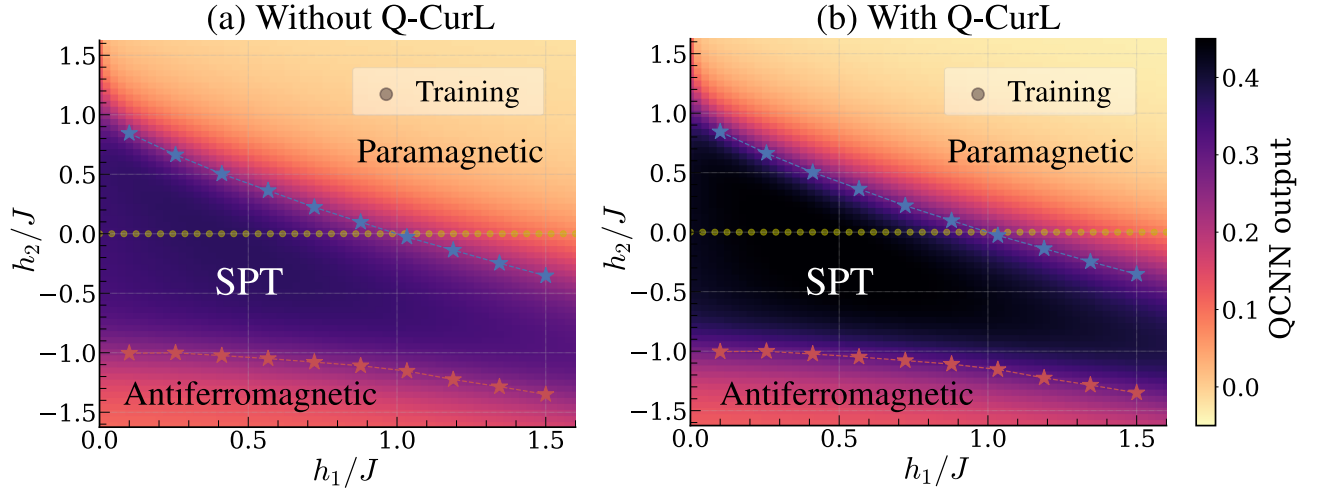 (a) Without Q-CurL
1.5
1.0
0.5
0.0
−0.5
−1.0
−1.5
h₂/J
Training
Paramagnetic
SPT
Antiferromagnetic
0.0 0.5 1.0 1.5
h₁/J
(b) With Q-CurL
1.5
1.0
0.5
0.0
−0.5
−1.0
−1.5
h₂/J
Training
Paramagnetic
SPT
Antiferromagnetic
0.0 0.5 1.0 1.5
h₁/J
0.4
0.3
0.2
0.1
0.0
QCNN output